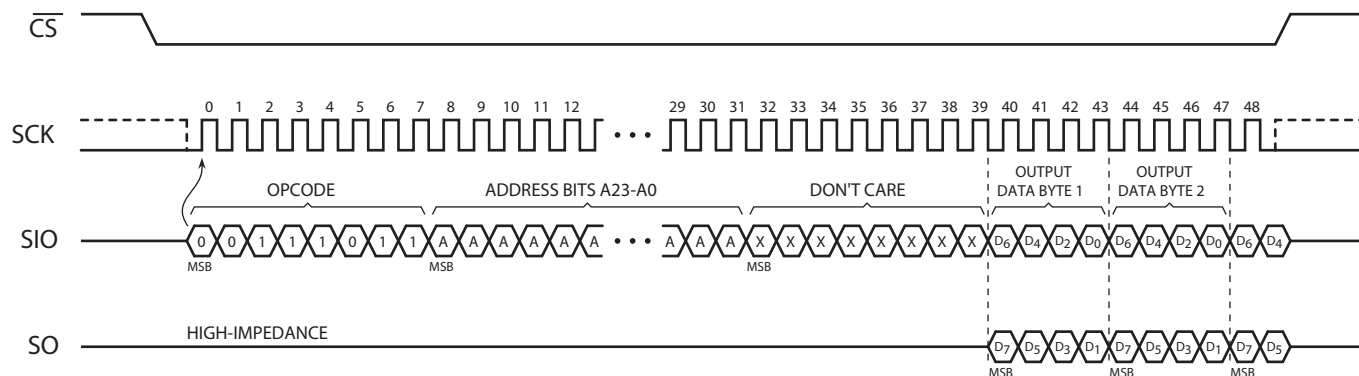 CS
0 1 2 3 4 5 6 7 8 9 10 11 12 29 30 31 32 33 34 35 36 37 38 39 40 41 42 43 44 45 46 47 48
SCK
OUTPUT OUTPUT
OPCODE ADDRESS BITS A23-A0 DON'T CARE DATA BYTE 1 DATA BYTE 2
SIO 0 0 1 1 1 0 1 1 A A A A A A A A A X X X X X X X X D6 D4 D2 D0 D6 D4 D2 D0 D6 D4
MSB MSB MSB
HIGH-IMPEDANCE
SO D7 D5 D3 D1 D7 D5 D3 D1 D7 D5
MSB MSB MSB